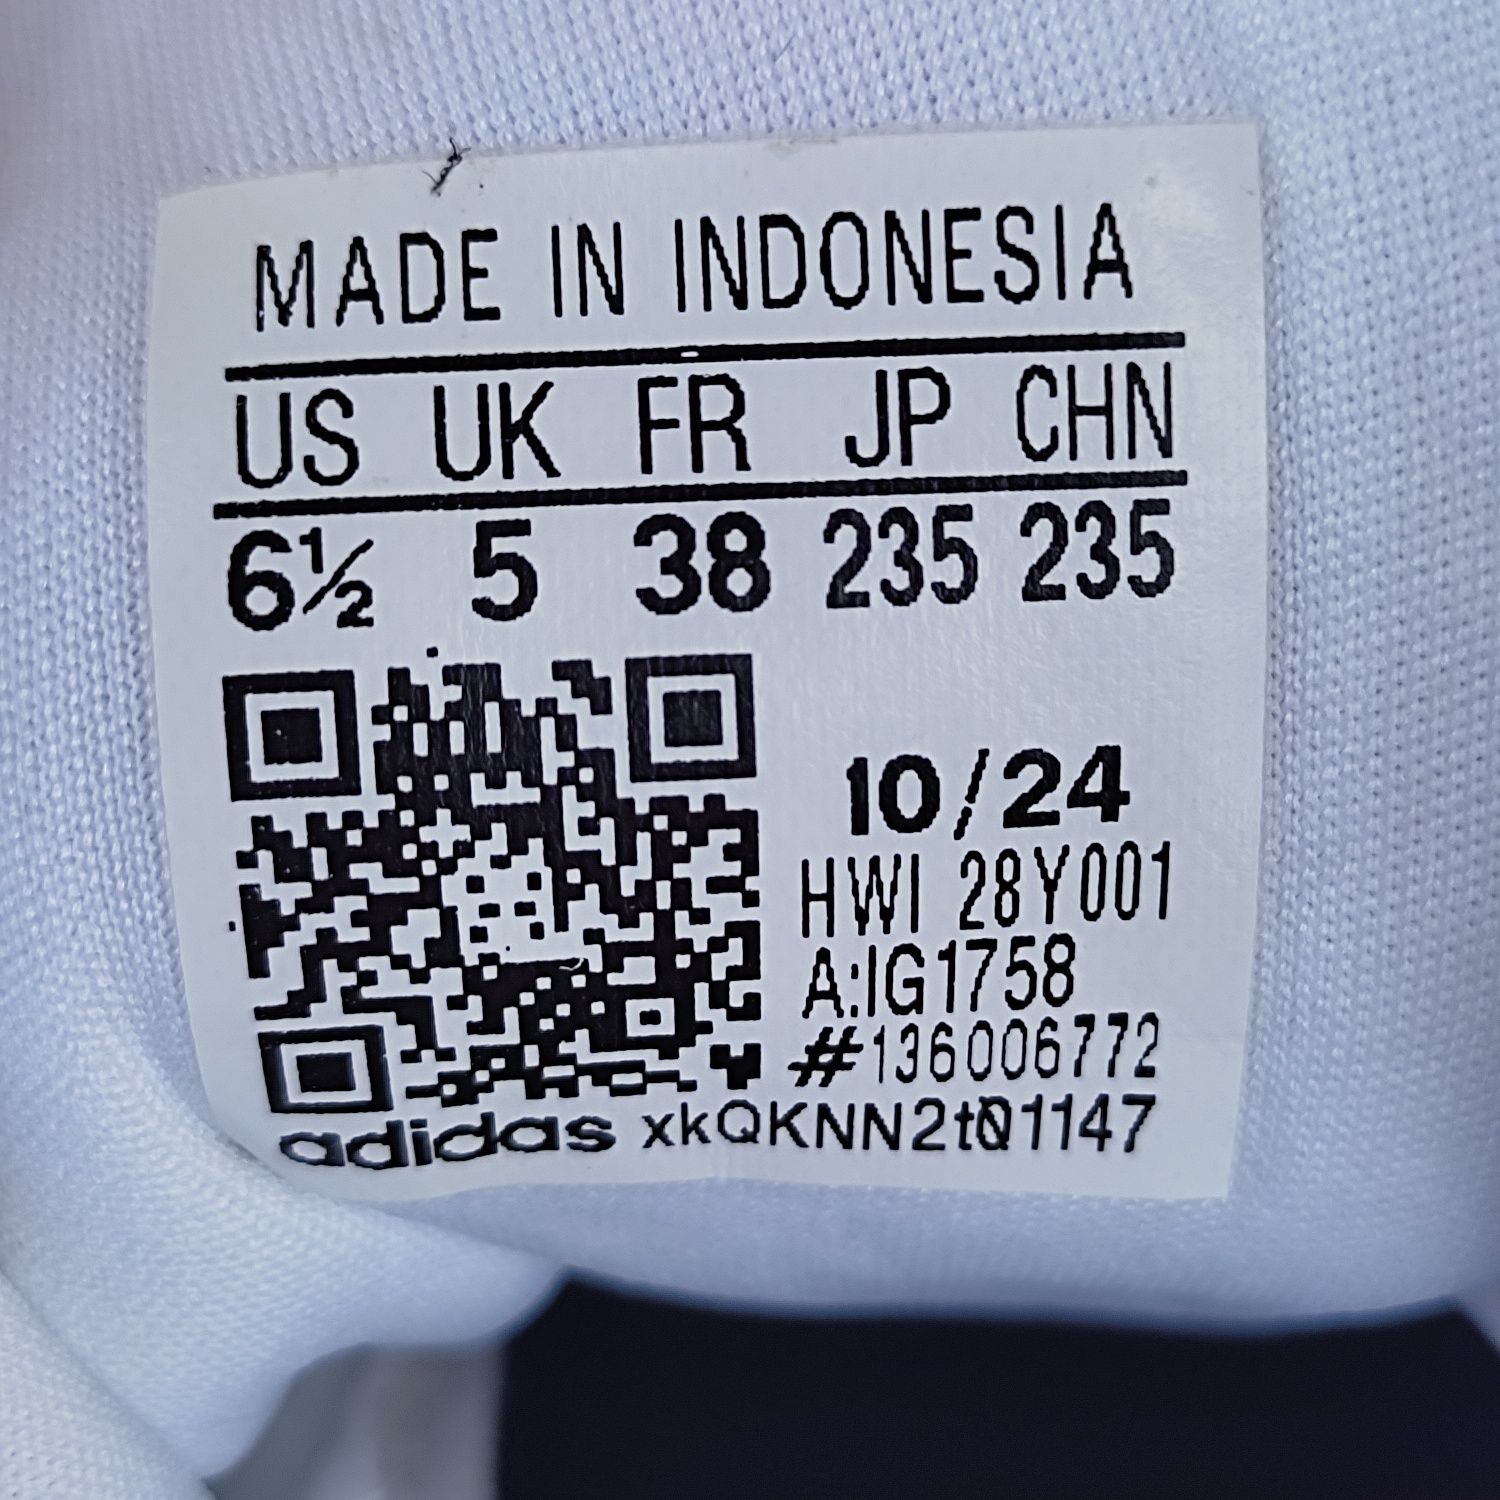 MADE IN INDONESIA
US UK FR JP CHN
6½ 5 38 235 235
10/24
HWI 28Y001
A:IG1758
#136006772
adidas xkQKNN2tQ1147